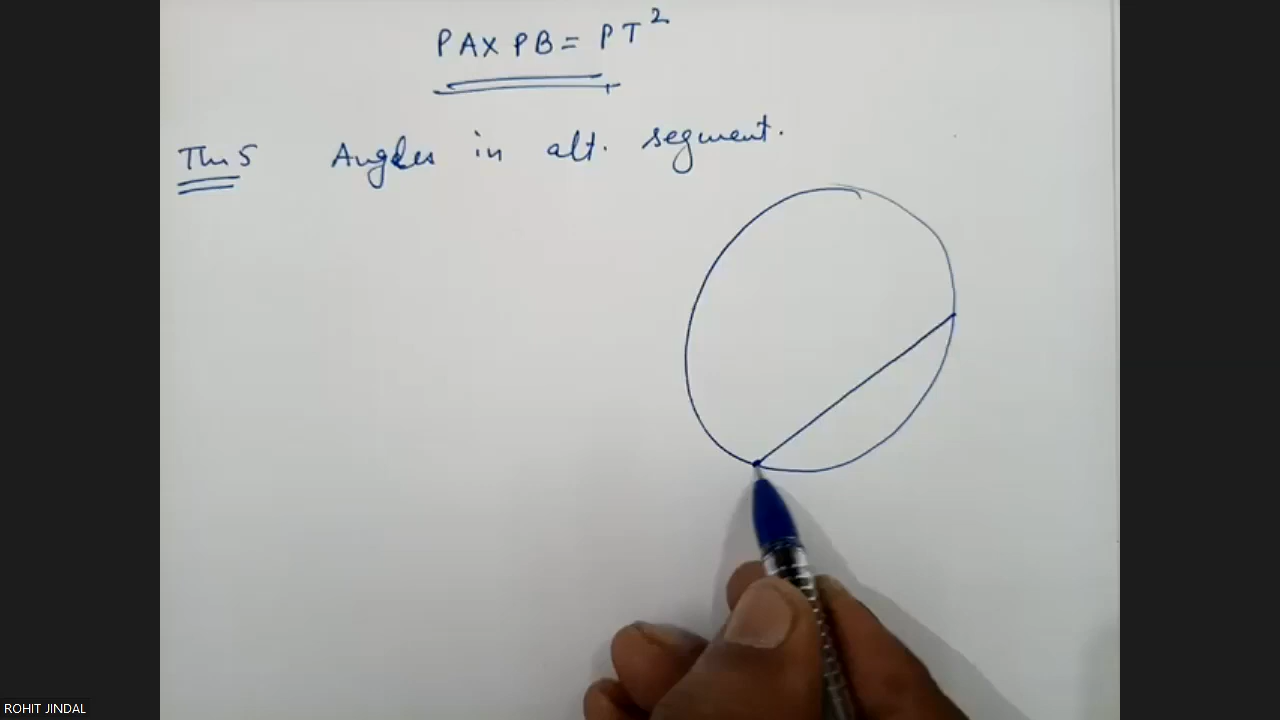 PA x PB = PT²
Thm 5 Angles in alt. segment.
ROHIT JINDAL